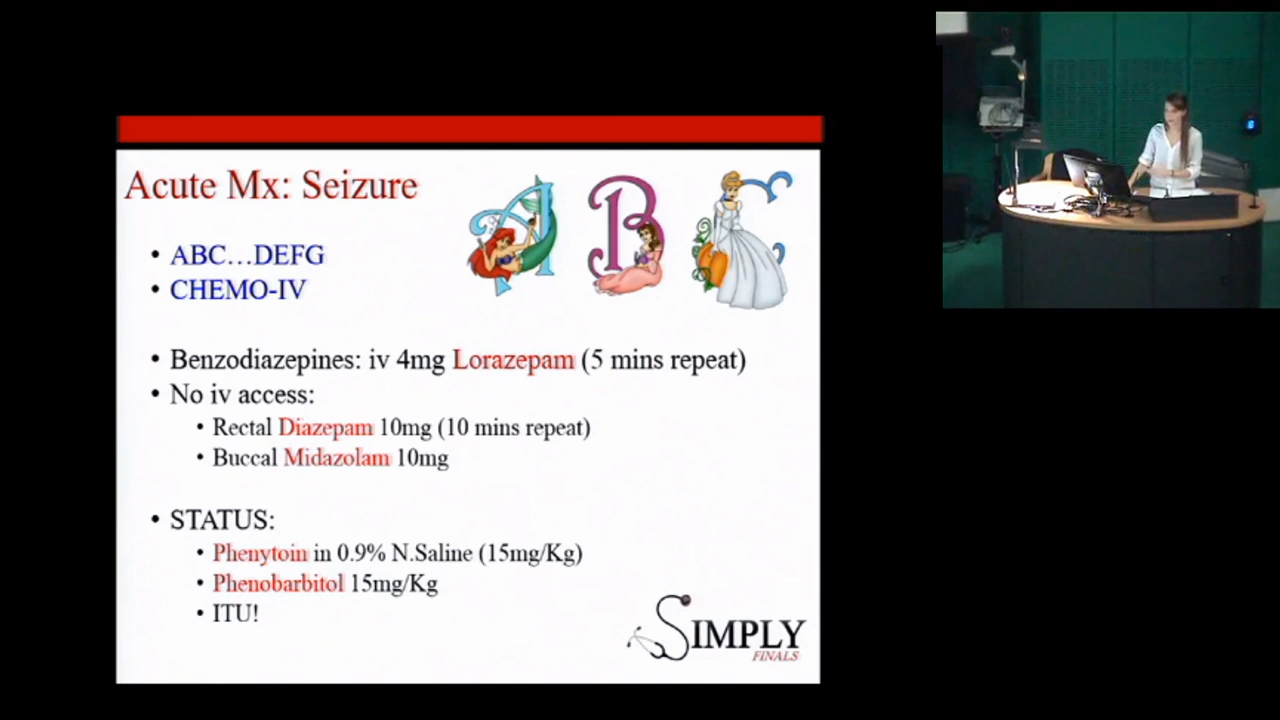 Acute Mx: Seizure
A B C
• ABC…DEFG
• CHEMO-IV
• Benzodiazepines: iv 4mg Lorazepam (5 mins repeat)
• No iv access:
• Rectal Diazepam 10mg (10 mins repeat)
• Buccal Midazolam 10mg
• STATUS:
• Phenytoin in 0.9% N.Saline (15mg/Kg)
• Phenobarbitol 15mg/Kg
• ITU!
SIMPLY
FINALS